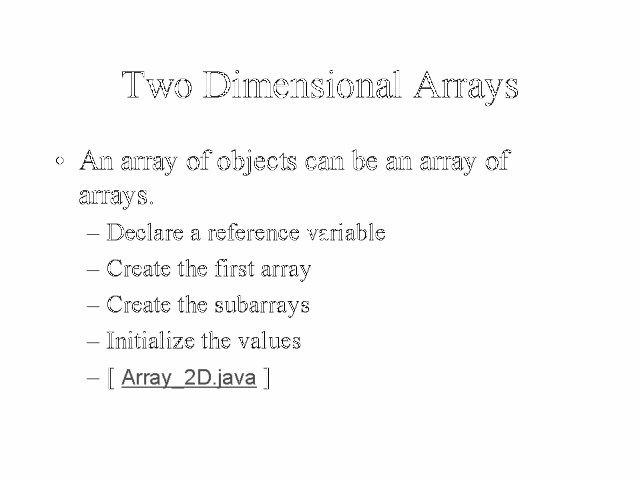 Two Dimensional Arrays
• An array of objects can be an array of
arrays.
– Declare a reference variable
– Create the first array
– Create the subarrays
– Initialize the values
– [ Array_2D.java ]